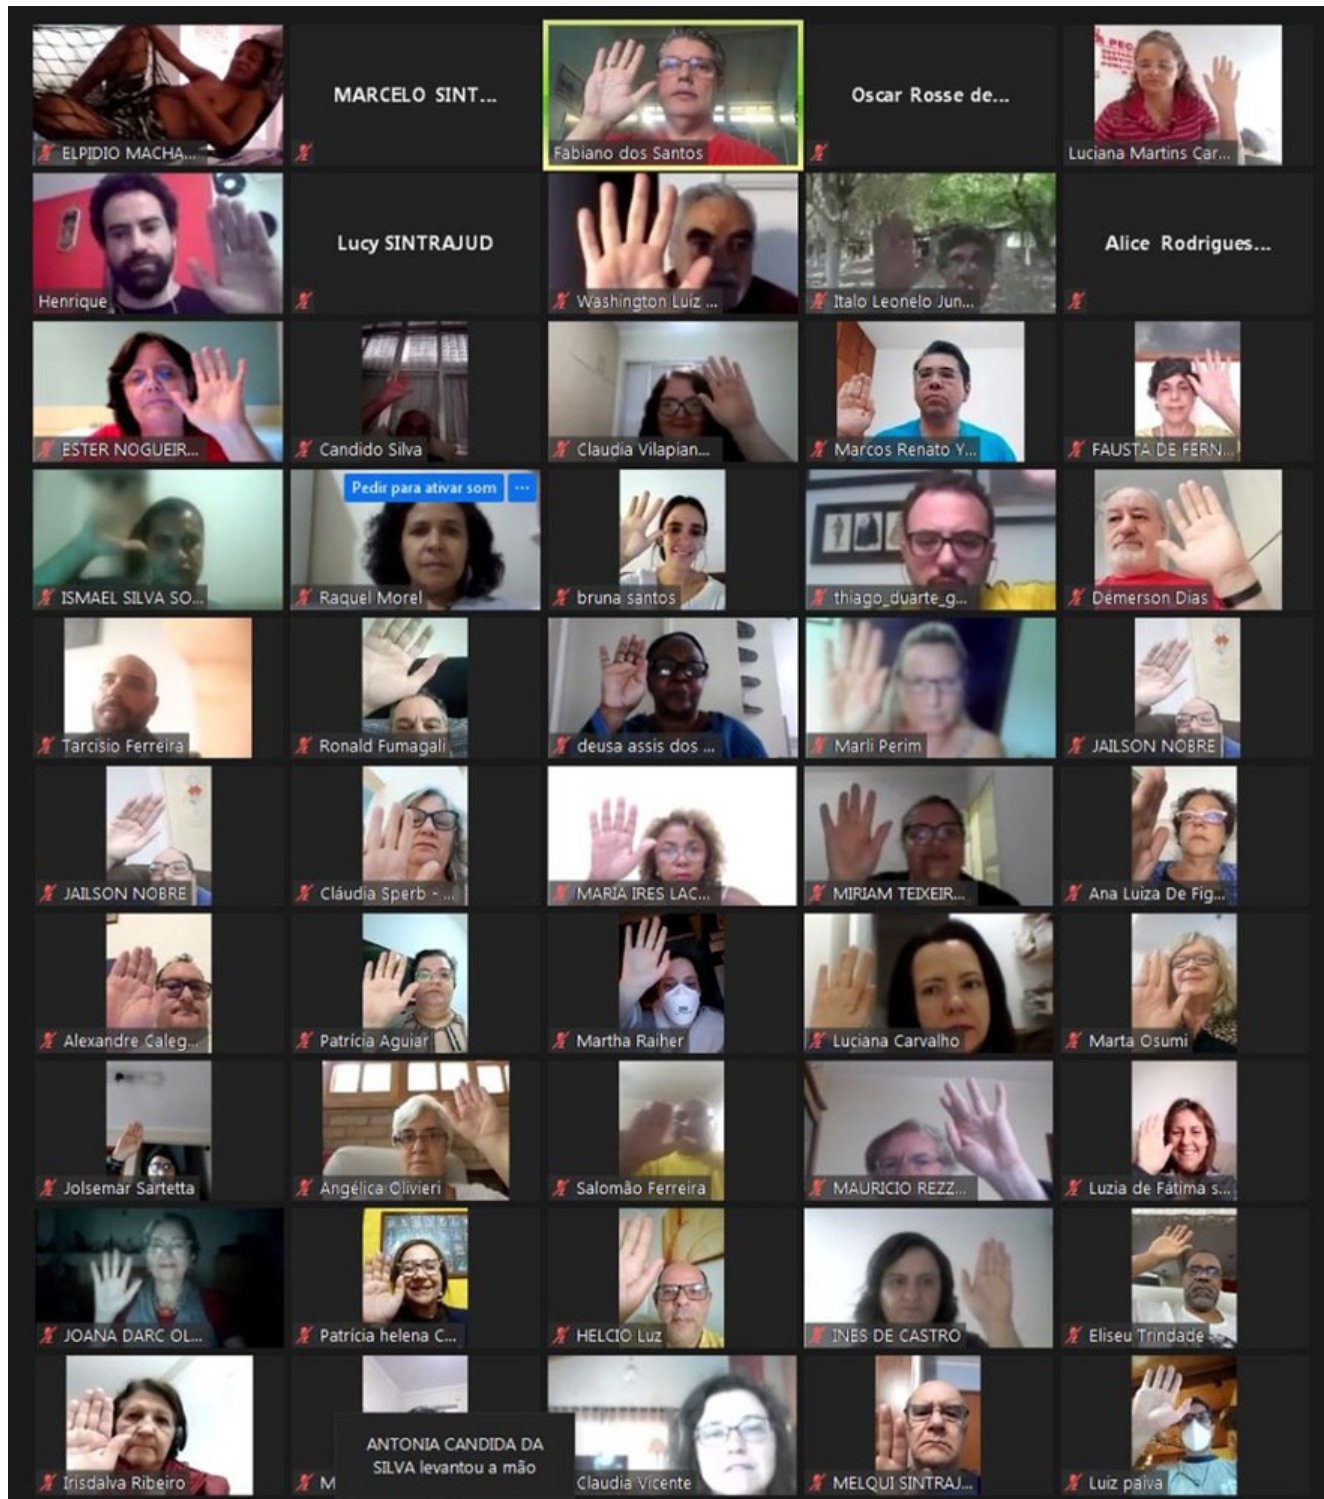 ELPIDIO MACHA...
MARCELO SINT...
Fabiano dos Santos
Oscar Rosse de...
Luciana Martins Car...
Henrique
Lucy SINTRAJUD
Washington Luiz ...
Italo Leonelo Jun...
Alice Rodrigues...
ESTER NOGUEIR...
Candido Silva
Claudia Vilapian...
Marcos Renato Y...
FAUSTA DE FERN...
ISMAEL SILVA SO...
Pedir para ativar som ...
Raquel Morel
bruna santos
thiago_duarte_g...
Démerson Dias
Tarcisio Ferreira
Ronald Fumagali
deusa assis dos ...
Marli Perim
JAILSON NOBRE
JAILSON NOBRE
Cláudia Sperb - ...
MARIA IRES LAC...
MIRIAM TEIXEIR...
Ana Luiza De Fig...
Alexandre Caleg...
Patrícia Aguiar
Martha Raiher
Luciana Carvalho
Marta Osumi
Jolsemar Sartetta
Angélica Olivieri
Salomão Ferreira
MAURICIO REZZ...
Luzia de Fátima s...
JOANA DARC OL...
Patrícia helena C...
HELCIO Luz
INES DE CASTRO
Eliseu Trindade
Irisdalva Ribeiro
M
ANTONIA CANDIDA DA
SILVA levantou a mão
Claudia Vicente
MELQUI SINTRAJ...
Luiz paiva